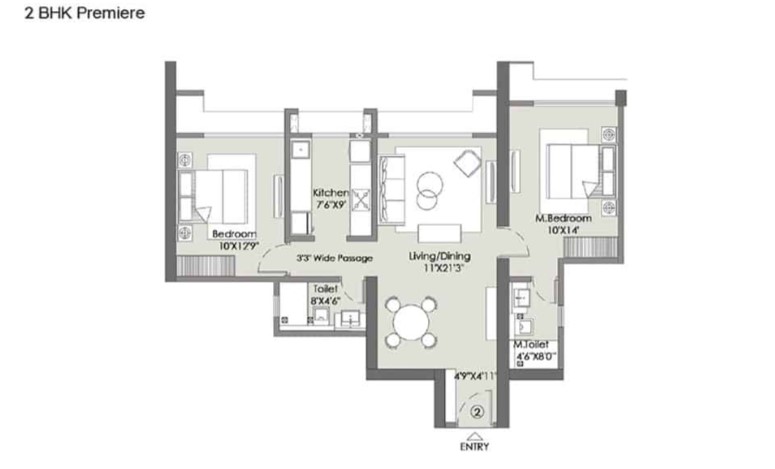 2 BHK Premiere
Kitchen
7'6"X9'
M.Bedroom
10'X14'
Bedroom
10'X12'9"
3'3" Wide Passage
Living/Dining
11'X21'3"
Toilet
8'X4'6"
M.Toilet
4'6"X8'0"
4'9"X4'11"
2
ENTRY